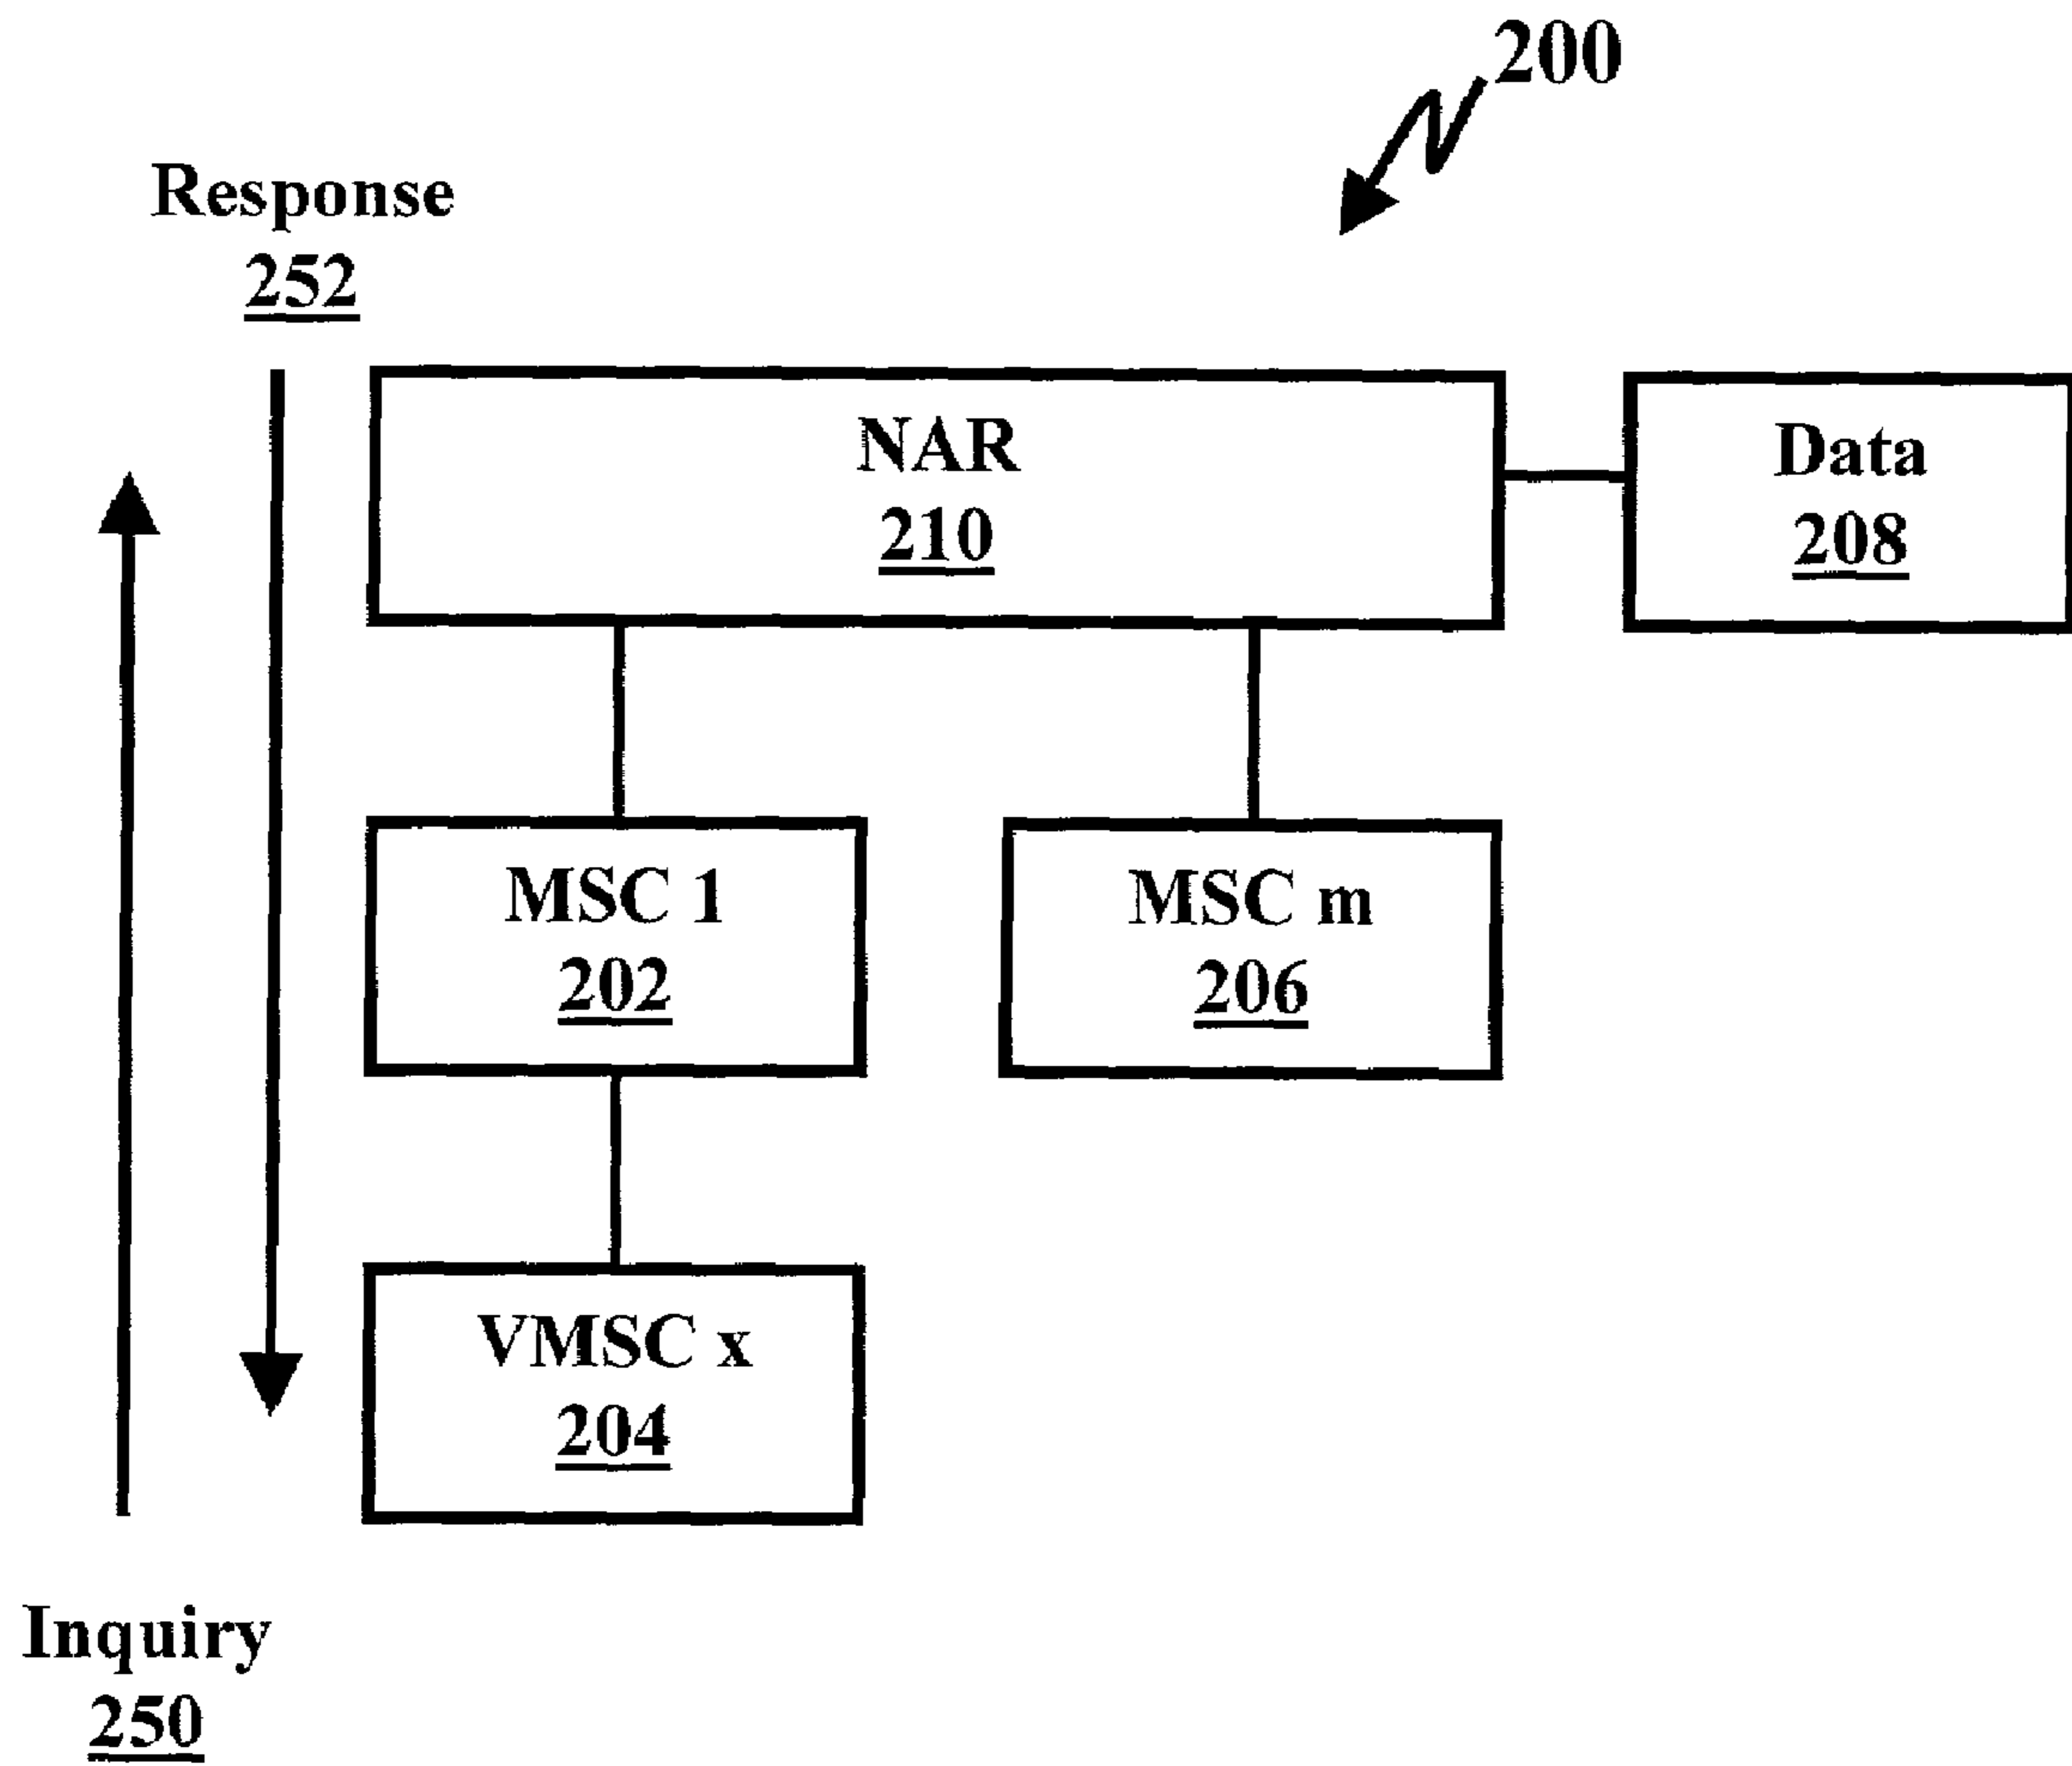 200
Response
252
NAR
210
Data
208
MSC 1
202
MSC m
206
VMSC x
204
Inquiry
250